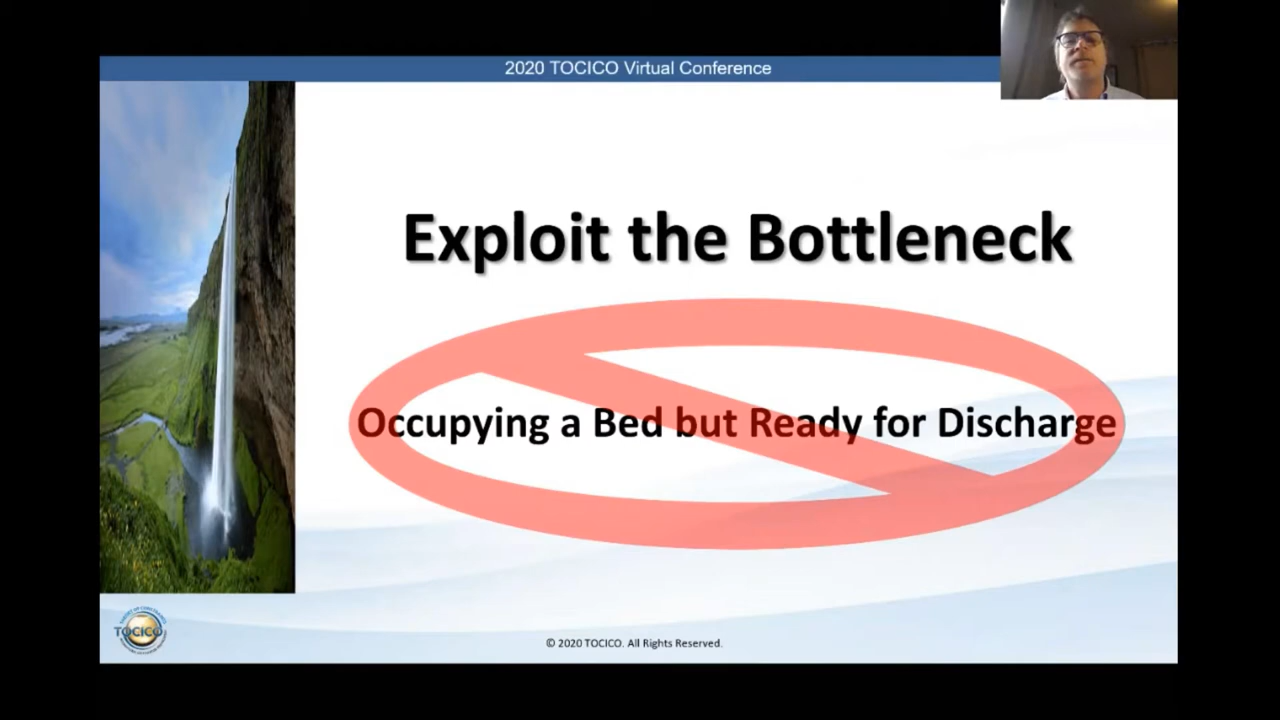 2020 TOCICO Virtual Conference
Exploit the Bottleneck
Occupying a Bed but Ready for Discharge
TOCICO
© 2020 TOCICO. All Rights Reserved.